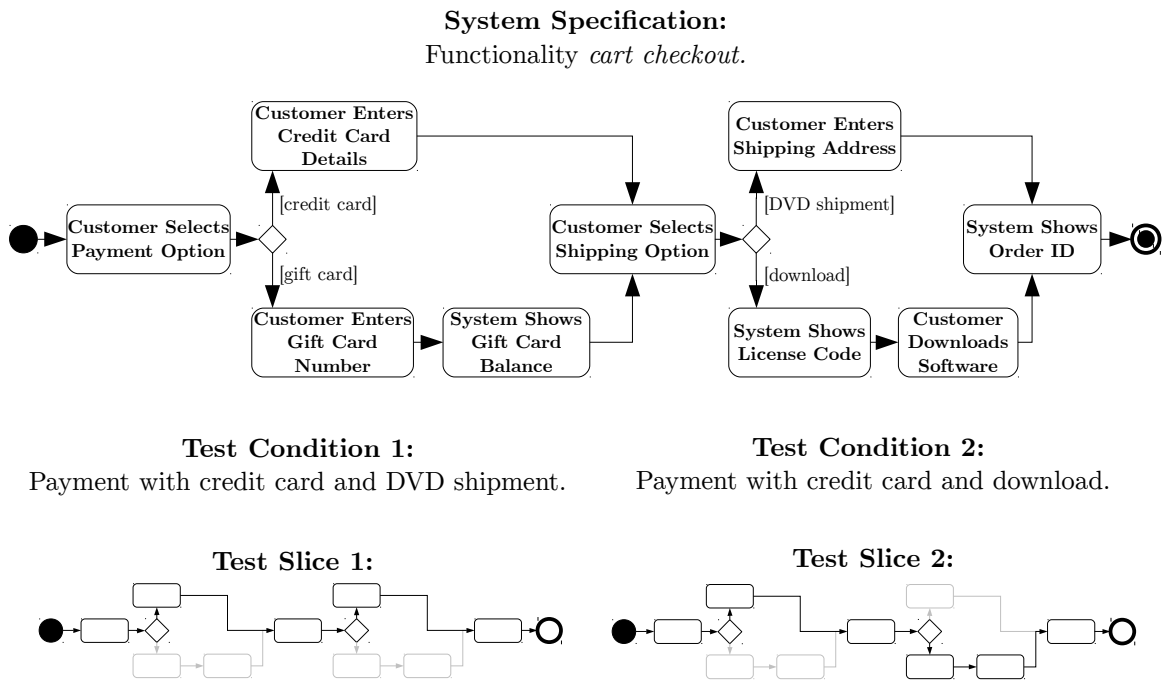 System Specification:
Functionality cart checkout.
Customer Enters
Credit Card
Details
Customer Enters
Shipping Address
[credit card]
[DVD shipment]
Customer Selects
Payment Option
Customer Selects
Shipping Option
System Shows
Order ID
[gift card]
[download]
Customer Enters
Gift Card
Number
System Shows
Gift Card
Balance
System Shows
License Code
Customer
Downloads
Software
Test Condition 1:
Payment with credit card and DVD shipment.
Test Condition 2:
Payment with credit card and download.
Test Slice 1:
Test Slice 2: